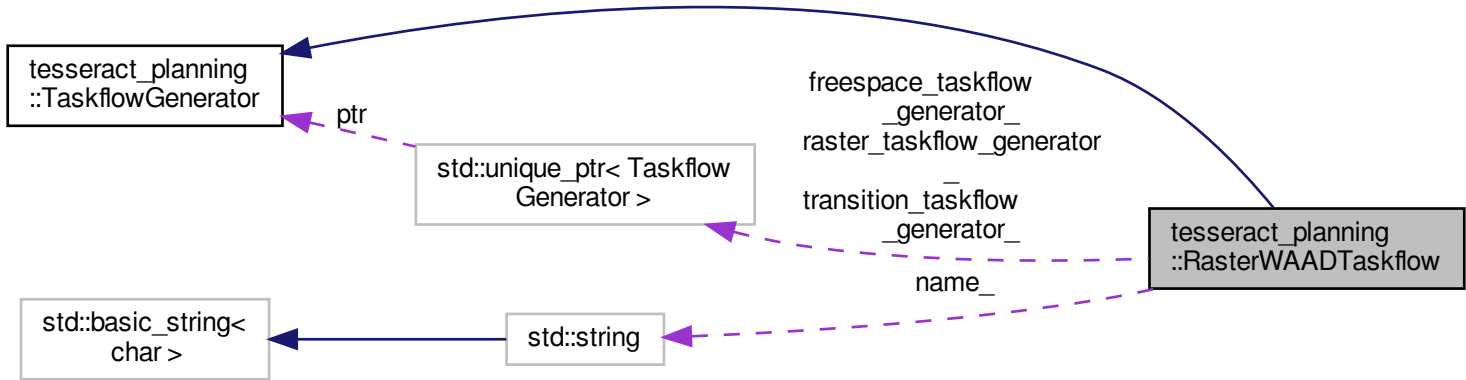 tesseract_planning
::TaskflowGenerator
ptr
std::unique_ptr< Taskflow
Generator >
freespace_taskflow
_generator_
raster_taskflow_generator
_
transition_taskflow
_generator_
tesseract_planning
::RasterWAADTaskflow
name_
std::basic_string<
char >
std::string